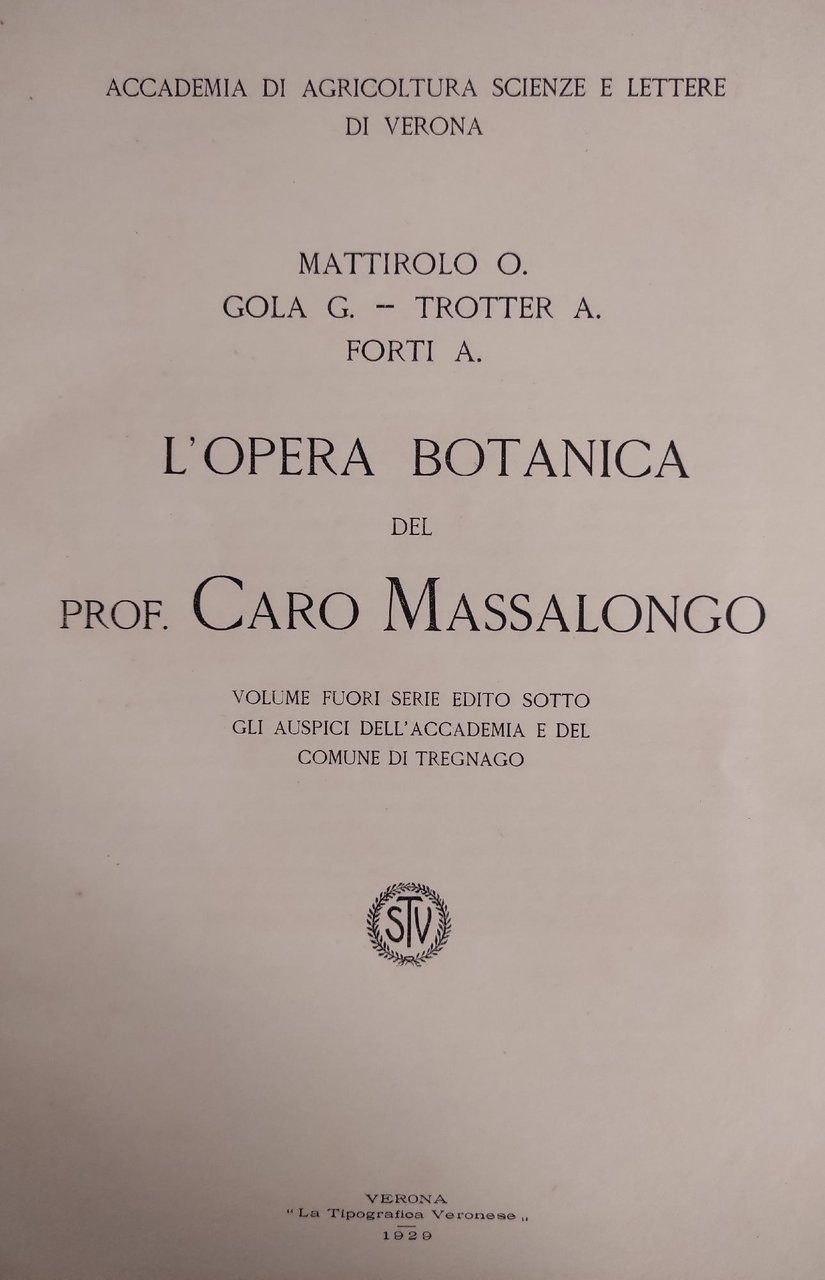 ACCADEMIA DI AGRICOLTURA SCIENZE E LETTERE
DI VERONA
MATTIROLO O.
GOLA G. – TROTTER A.
FORTI A.
L'OPERA BOTANICA
DEL
PROF. CARO MASSALONGO
VOLUME FUORI SERIE EDITO SOTTO
GLI AUSPICI DELL'ACCADEMIA E DEL
COMUNE DI TREGNAGO
STV
VERONA
“La Tipografica Veronese„
1929